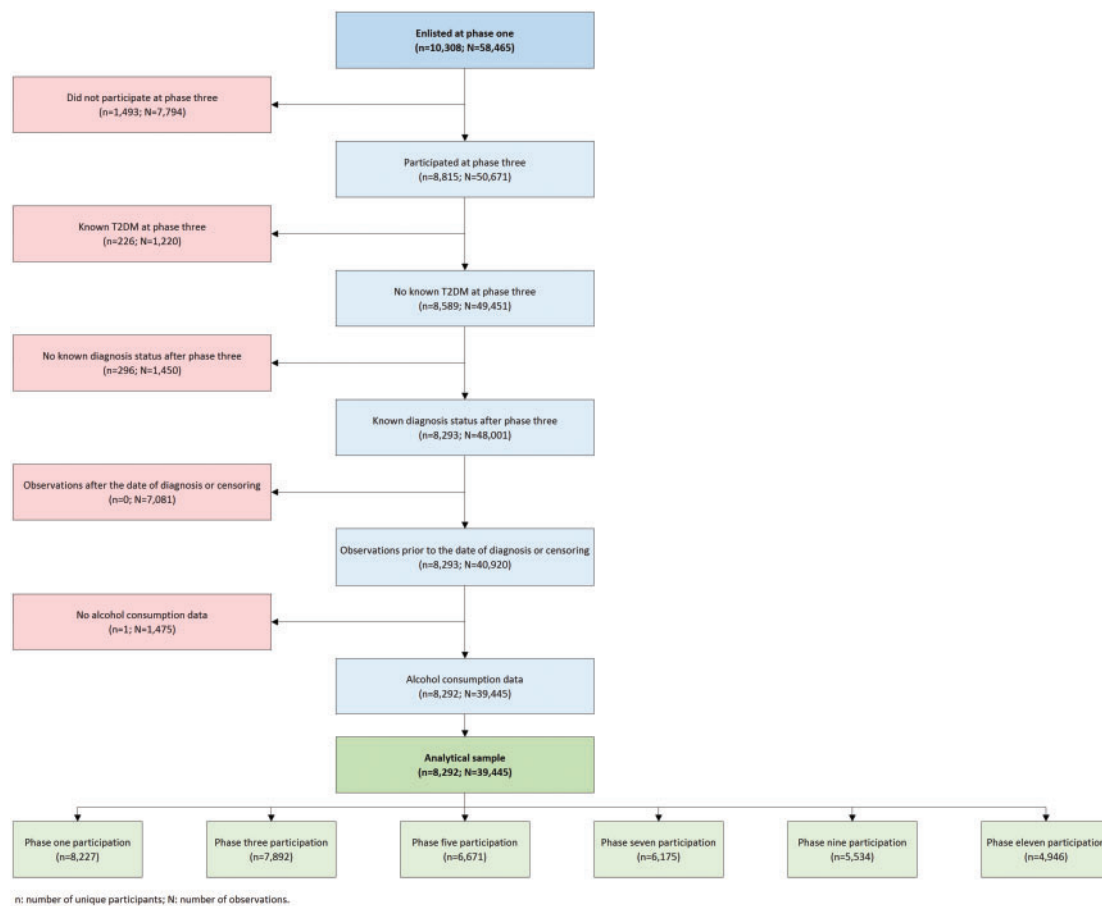 Enlisted at phase one
(n=10,308; N=58,465)
Did not participate at phase three
(n=1,493; N=7,794)
Participated at phase three
(n=8,815; N=50,671)
Known T2DM at phase three
(n=226; N=1,220)
No known T2DM at phase three
(n=8,589; N=49,451)
No known diagnosis status after phase three
(n=296; N=1,450)
Known diagnosis status after phase three
(n=8,293; N=48,001)
Observations after the date of diagnosis or censoring
(n=0; N=7,081)
Observations prior to the date of diagnosis or censoring
(n=8,293; N=40,920)
No alcohol consumption data
(n=1; N=1,475)
Alcohol consumption data
(n=8,292; N=39,445)
Analytical sample
(n=8,292; N=39,445)
Phase one participation
(n=8,227)
Phase three participation
(n=7,892)
Phase five participation
(n=6,671)
Phase seven participation
(n=6,175)
Phase nine participation
(n=5,534)
Phase eleven participation
(n=4,946)
n: number of unique participants; N: number of observations.